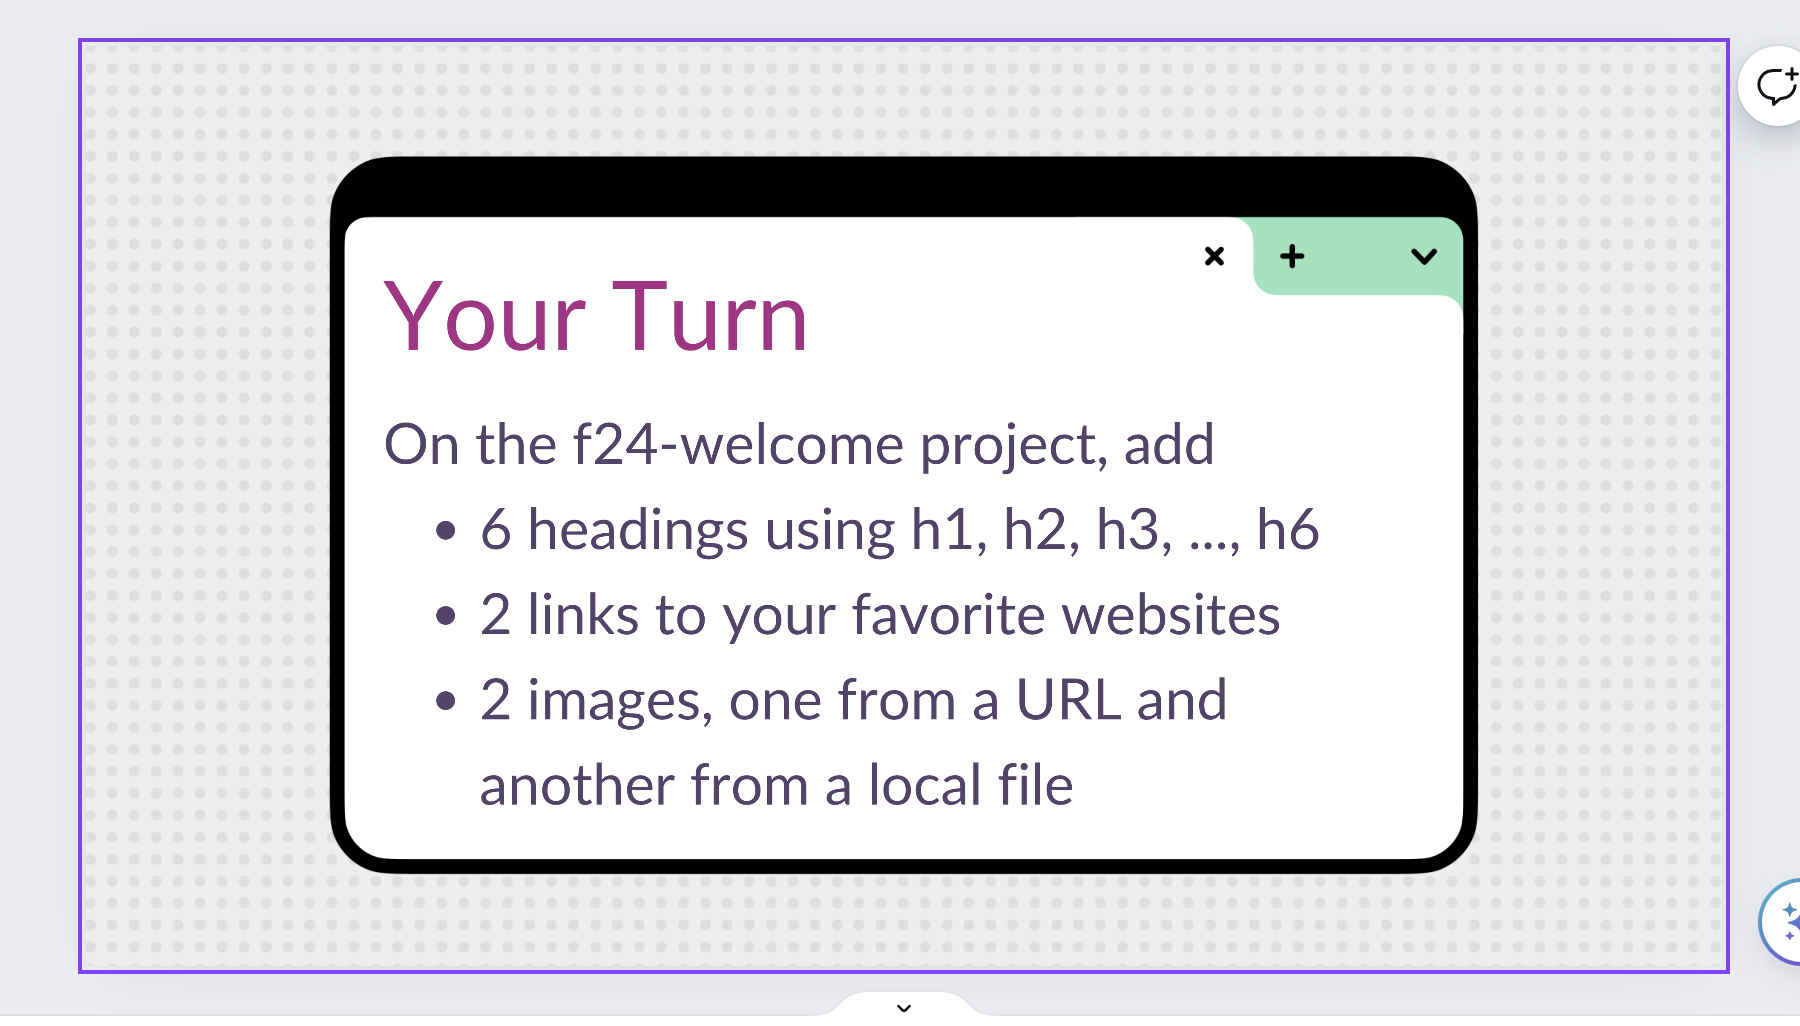 Your Turn
On the f24-welcome project, add
• 6 headings using h1, h2, h3, ..., h6
• 2 links to your favorite websites
• 2 images, one from a URL and
another from a local file